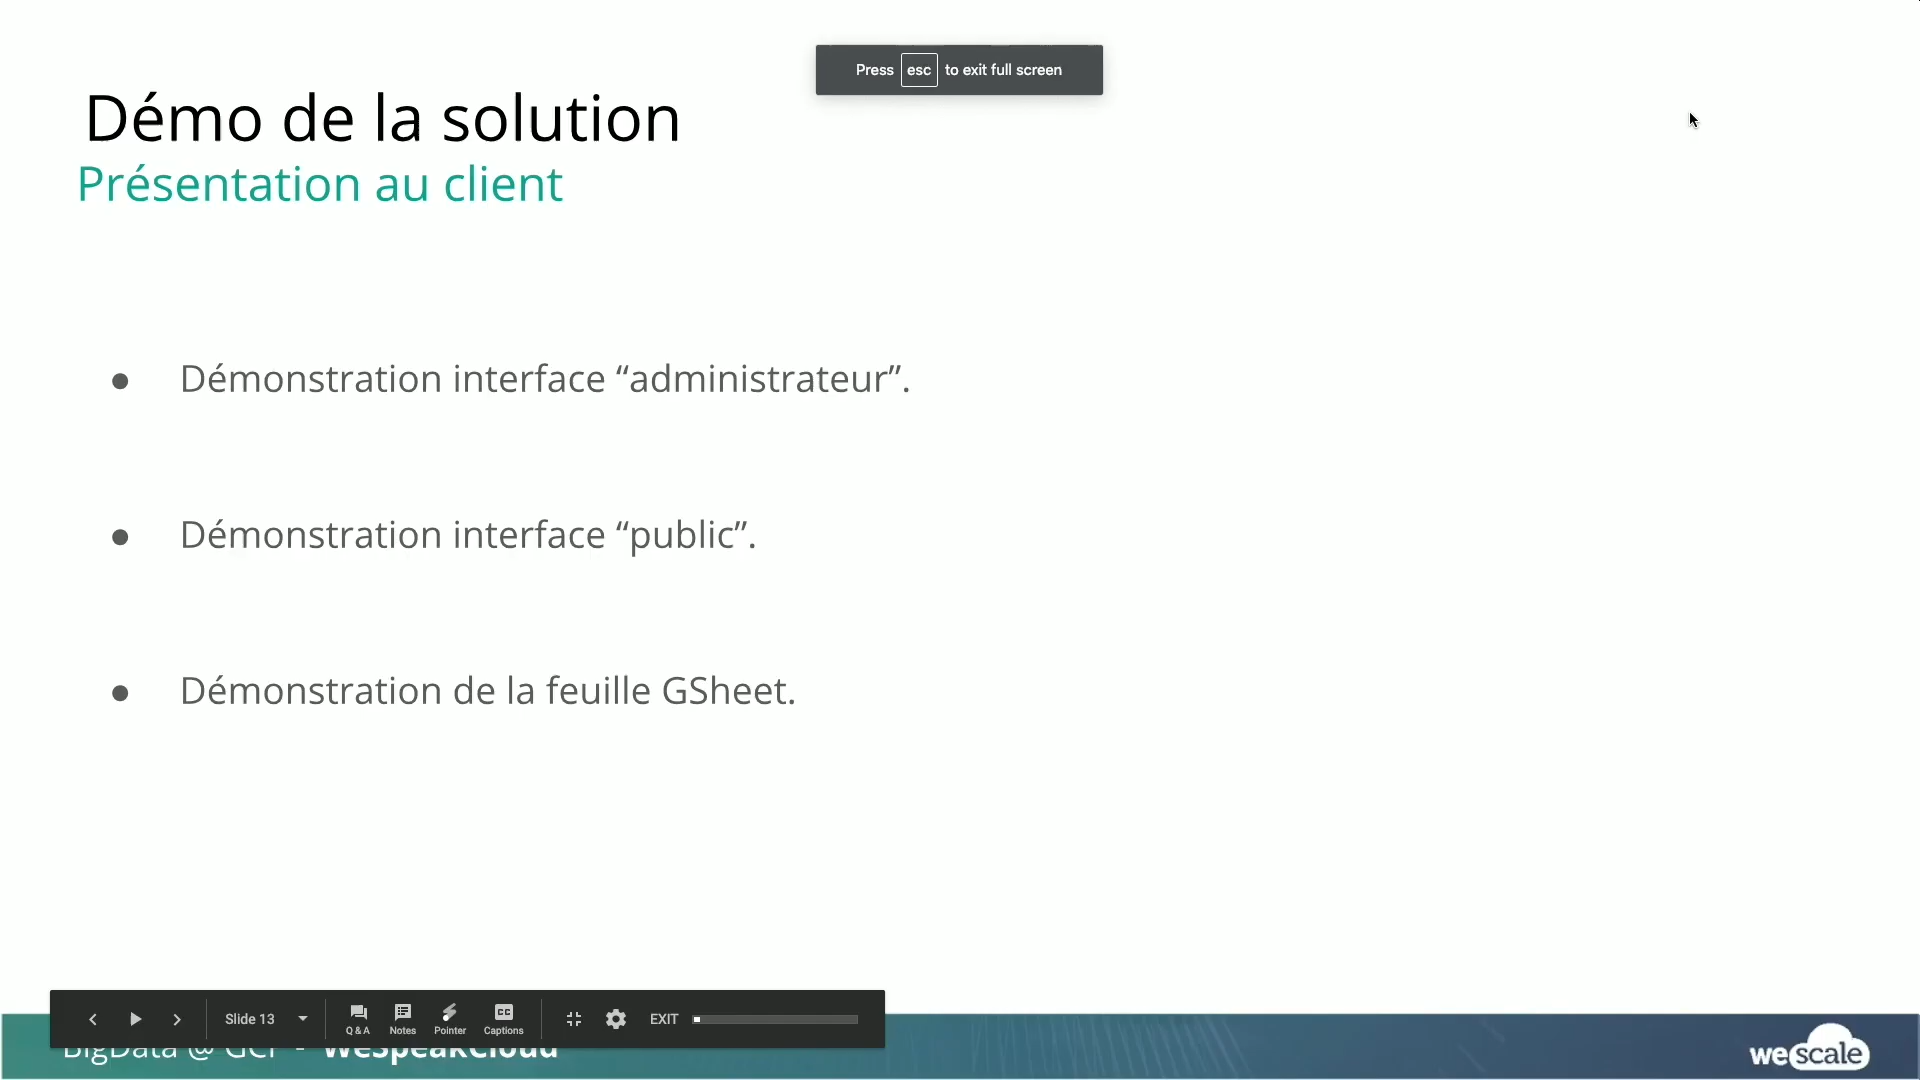 Press esc to exit full screen
Démo de la solution
Présentation au client
● Démonstration interface “administrateur”.
● Démonstration interface “public”.
● Démonstration de la feuille GSheet.
Slide 13
Q & A
Notes
Pointer
CC
Captions
EXIT
BigData @ GCP - WeSpeakCloud
wescale